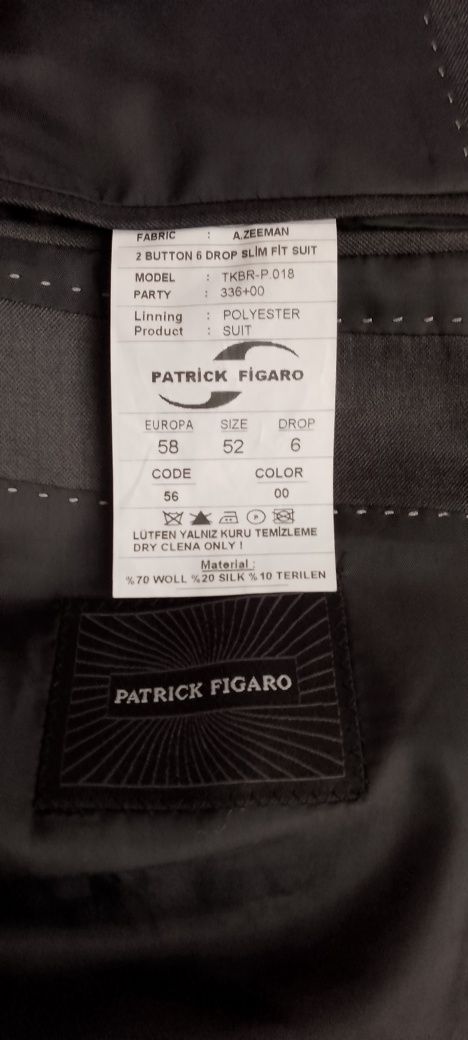 FABRIC : A.ZEEMAN
2 BUTTON 6 DROP SLİM FİT SUIT
MODEL : TKBR-P.018
PARTY : 336+00
Linning : POLYESTER
Product : SUIT
PATRİCK FİGARO
EUROPA SIZE DROP
58 52 6
CODE COLOR
56 00
P
LÜTFEN YALNIZ KURU TEMİZLEME
DRY CLENA ONLY !
Material :
%70 WOLL %20 SILK %10 TERILEN
PATRICK FIGARO